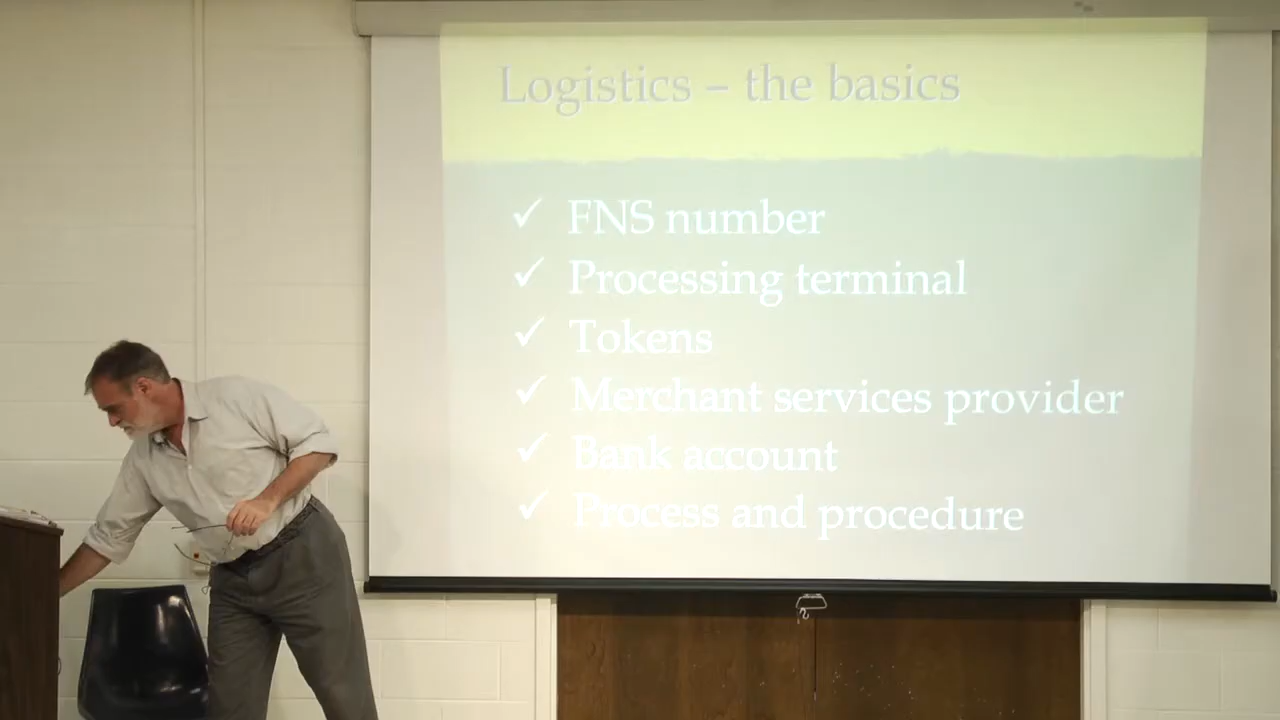 Logistics – the basics
✓ FNS number
✓ Processing terminal
✓ Tokens
✓ Merchant services provider
✓ Bank account
✓ Process and procedure